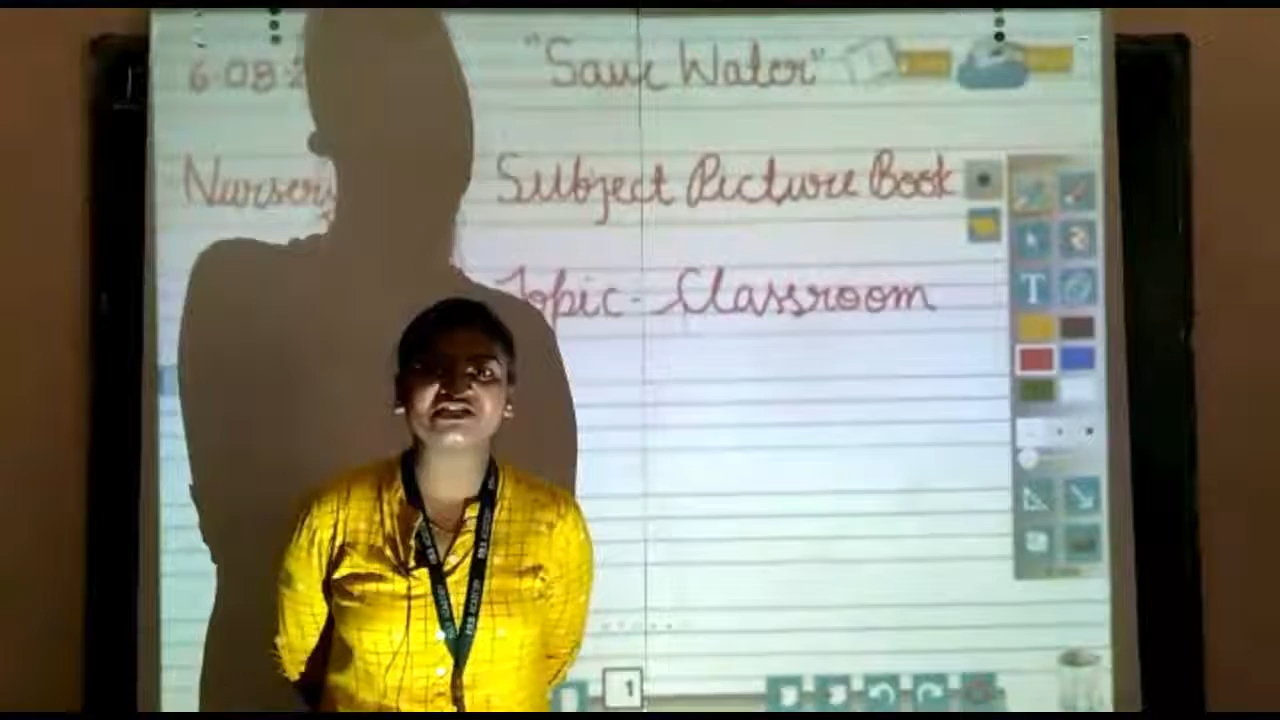 6.08.2 "Save Water"
Nursery Subject Picture Book
Topic - Classroom
T
1